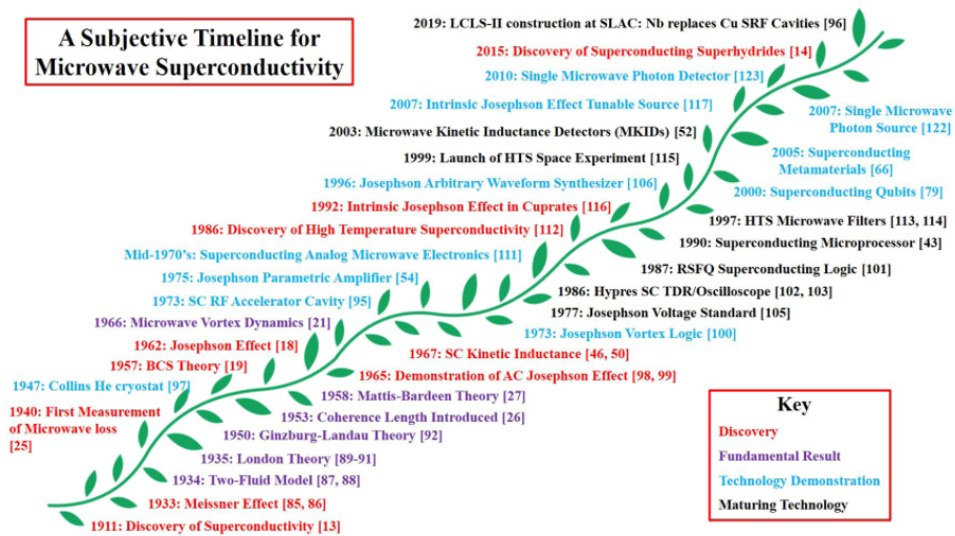 A Subjective Timeline for
Microwave Superconductivity
2019: LCLS-II construction at SLAC: Nb replaces Cu SRF Cavities [96]
2015: Discovery of Superconducting Superhydrides [14]
2010: Single Microwave Photon Detector [123]
2007: Intrinsic Josephson Effect Tunable Source [117]
2003: Microwave Kinetic Inductance Detectors (MKIDs) [52]
1999: Launch of HTS Space Experiment [115]
1996: Josephson Arbitrary Waveform Synthesizer [106]
1992: Intrinsic Josephson Effect in Cuprates [116]
1986: Discovery of High Temperature Superconductivity [112]
Mid-1970's: Superconducting Analog Microwave Electronics [111]
1975: Josephson Parametric Amplifier [54]
1973: SC RF Accelerator Cavity [95]
1966: Microwave Vortex Dynamics [21]
1962: Josephson Effect [18]
1957: BCS Theory [19]
1947: Collins He cryostat [97]
1940: First Measurement
of Microwave loss
[25]
2007: Single Microwave
Photon Source [122]
2005: Superconducting
Metamaterials [66]
2000: Superconducting Qubits [79]
1997: HTS Microwave Filters [113, 114]
1990: Superconducting Microprocessor [43]
1987: RSFQ Superconducting Logic [101]
1986: Hypres SC TDR/Oscilloscope [102, 103]
1977: Josephson Voltage Standard [105]
1973: Josephson Vortex Logic [100]
1967: SC Kinetic Inductance [46, 50]
1965: Demonstration of AC Josephson Effect [98, 99]
1958: Mattis-Bardeen Theory [27]
1953: Coherence Length Introduced [26]
1950: Ginzburg-Landau Theory [92]
1935: London Theory [89-91]
1934: Two-Fluid Model [87, 88]
1933: Meissner Effect [85, 86]
1911: Discovery of Superconductivity [13]
Key
Discovery
Fundamental Result
Technology Demonstration
Maturing Technology